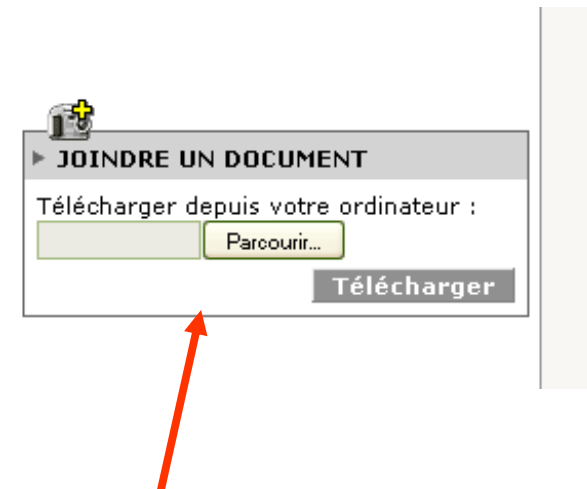 JOINDRE UN DOCUMENT
Télécharger depuis votre ordinateur :
Parcourir...
Télécharger